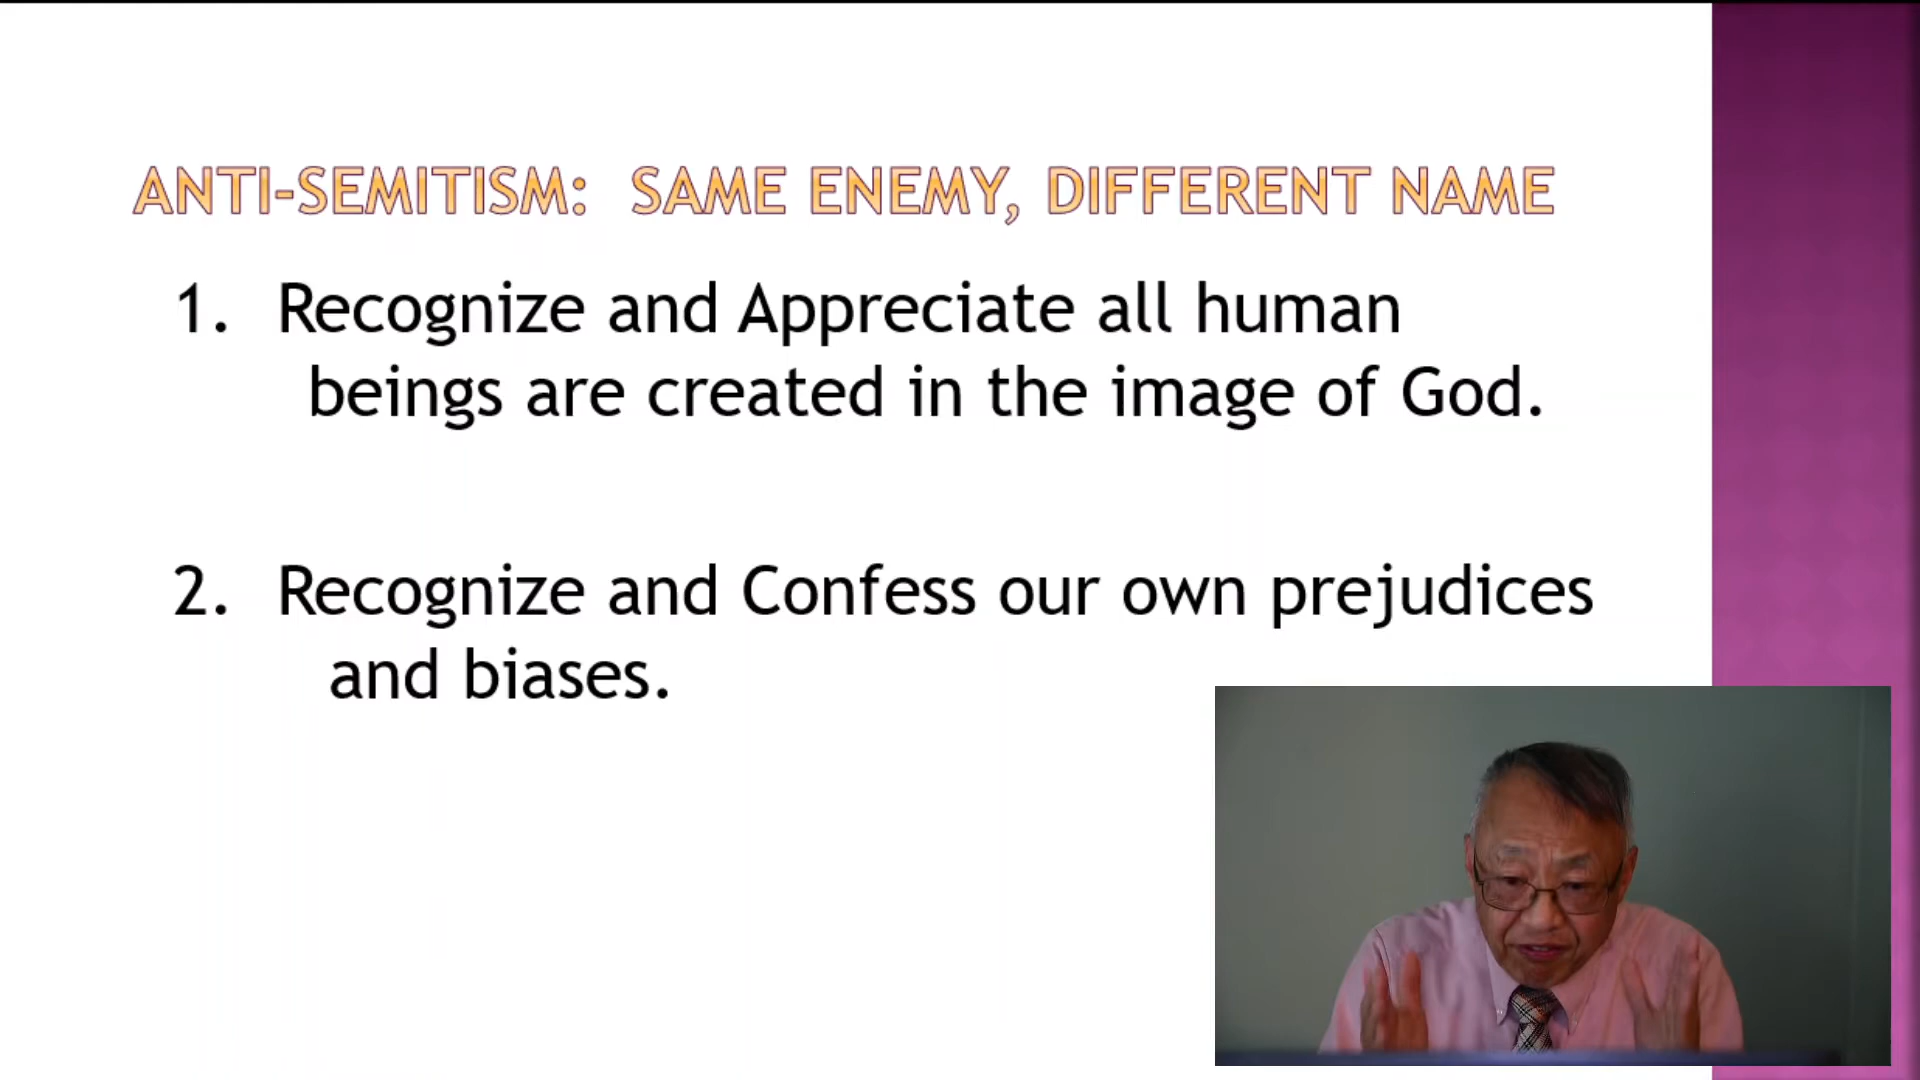 ANTI-SEMITISM: SAME ENEMY, DIFFERENT NAME
1. Recognize and Appreciate all human
beings are created in the image of God.
2. Recognize and Confess our own prejudices
and biases.